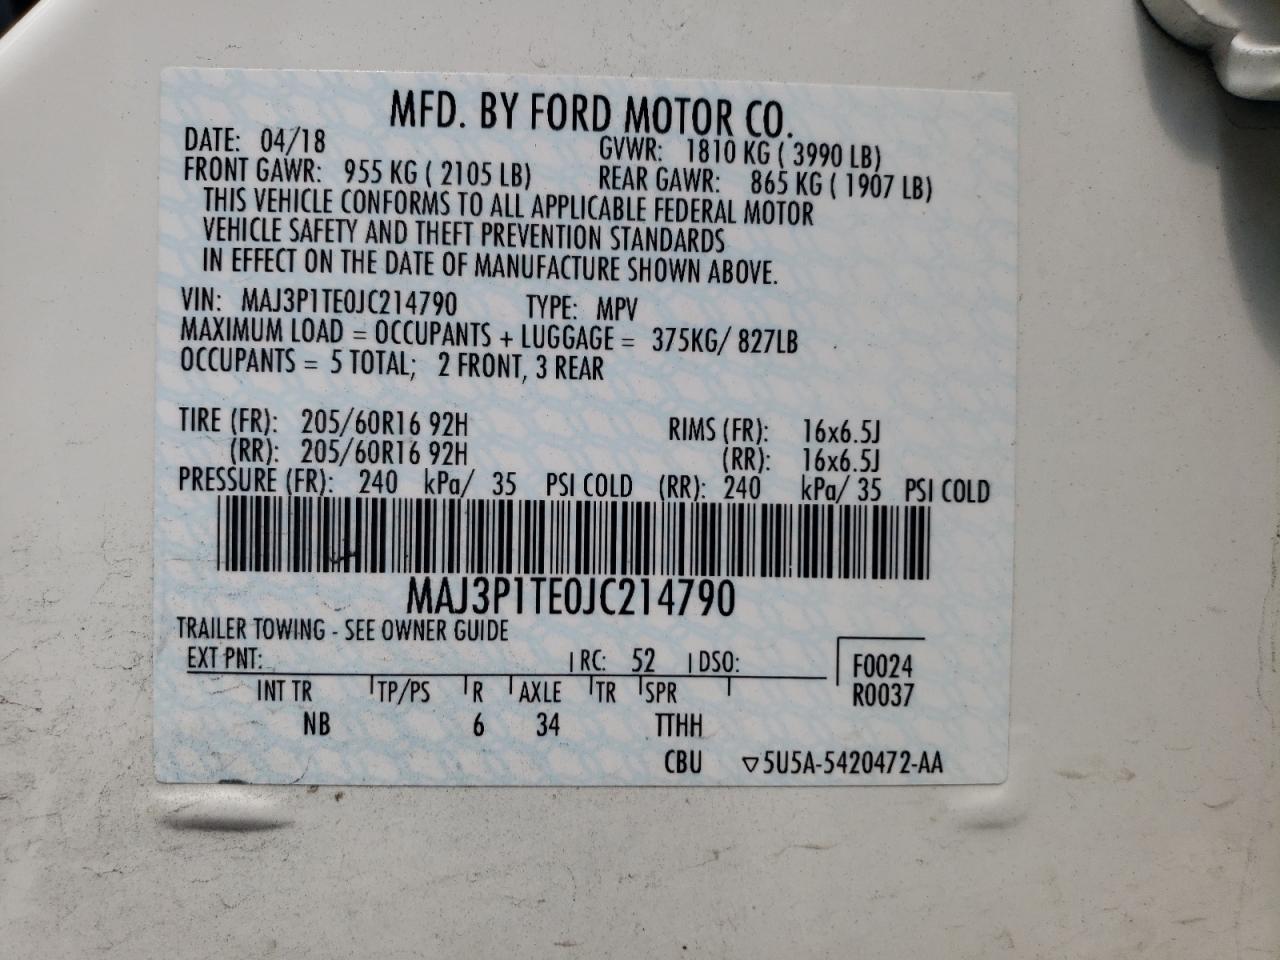 MFD. BY FORD MOTOR CO.
DATE: 04/18 GVWR: 1810 KG ( 3990 LB)
FRONT GAWR: 955 KG ( 2105 LB) REAR GAWR: 865 KG ( 1907 LB)
THIS VEHICLE CONFORMS TO ALL APPLICABLE FEDERAL MOTOR
VEHICLE SAFETY AND THEFT PREVENTION STANDARDS
IN EFFECT ON THE DATE OF MANUFACTURE SHOWN ABOVE.
VIN: MAJ3P1TE0JC214790 TYPE: MPV
MAXIMUM LOAD = OCCUPANTS + LUGGAGE = 375KG/ 827LB
OCCUPANTS = 5 TOTAL; 2 FRONT, 3 REAR
TIRE (FR): 205/60R16 92H RIMS (FR): 16x6.5J
(RR): 205/60R16 92H (RR): 16x6.5J
PRESSURE (FR): 240 kPa/ 35 PSI COLD (RR): 240 kPa/ 35 PSI COLD
MAJ3P1TE0JC214790
TRAILER TOWING - SEE OWNER GUIDE
EXT PNT: RC: 52 DSO: F0024
INT TR TP/PS R AXLE TR SPR R0037
NB 6 34 TTHH
CBU ▽5U5A-5420472-AA